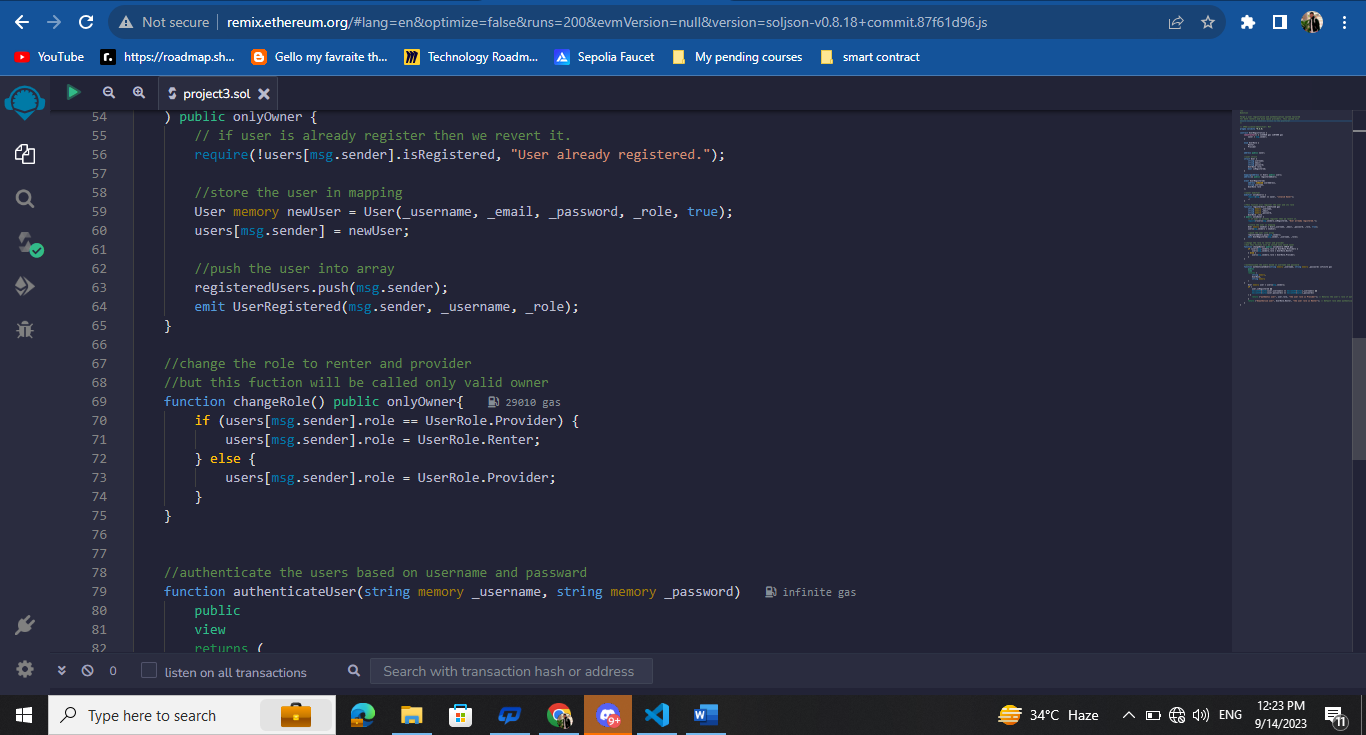 Not secure remix.ethereum.org/#lang=en&optimize=false&runs=200&evmVersion=null&version=soljson-v0.8.18+commit.87f61d96.js
YouTube https://roadmap.sh... Gello my favraite th... Technology Roadm... Sepolia Faucet My pending courses smart contract
project3.sol
54 ) public onlyOwner {
55 // if user is already register then we revert it.
56 require(!users[msg.sender].isRegistered, "User already registered.");
57
58 //store the user in mapping
59 User memory newUser = User(_username, _email, _password, _role, true);
60 users[msg.sender] = newUser;
61
62 //push the user into array
63 registeredUsers.push(msg.sender);
64 emit UserRegistered(msg.sender, _username, _role);
65 }
66
67 //change the role to renter and provider
68 //but this fuction will be called only valid owner
69 function changeRole() public onlyOwner{ 29010 gas
70 if (users[msg.sender].role == UserRole.Provider) {
71 users[msg.sender].role = UserRole.Renter;
72 } else {
73 users[msg.sender].role = UserRole.Provider;
74 }
75 }
76
77
78 //authenticate the users based on username and passward
79 function authenticateUser(string memory _username, string memory _password) infinite gas
80 public
81 view
82 returns (
0 listen on all transactions Search with transaction hash or address
Type here to search 9+ 34°C Haze ENG 12:23 PM
9/14/2023 11